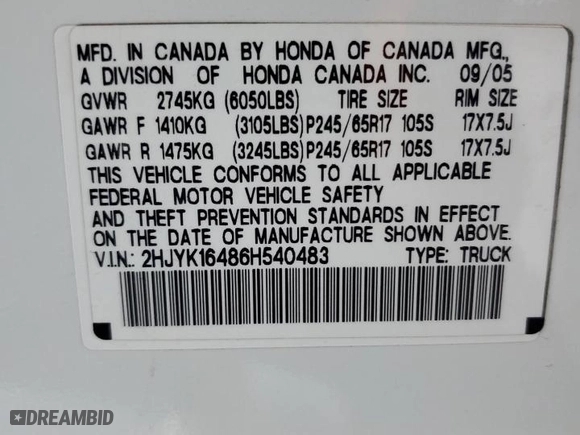 MFD. IN CANADA BY HONDA OF CANADA MFG.,
A DIVISION OF HONDA CANADA INC. 09/05
GVWR 2745KG (6050LBS) TIRE SIZE RIM SIZE
GAWR F 1410KG (3105LBS) P245/65R17 105S 17X7.5J
GAWR R 1475KG (3245LBS) P245/65R17 105S 17X7.5J
THIS VEHICLE CONFORMS TO ALL APPLICABLE
FEDERAL MOTOR VEHICLE SAFETY
AND THEFT PREVENTION STANDARDS IN EFFECT
ON THE DATE OF MANUFACTURE SHOWN ABOVE.
V.I.N.: 2HJYK16486H540483 TYPE: TRUCK
DREAMBID